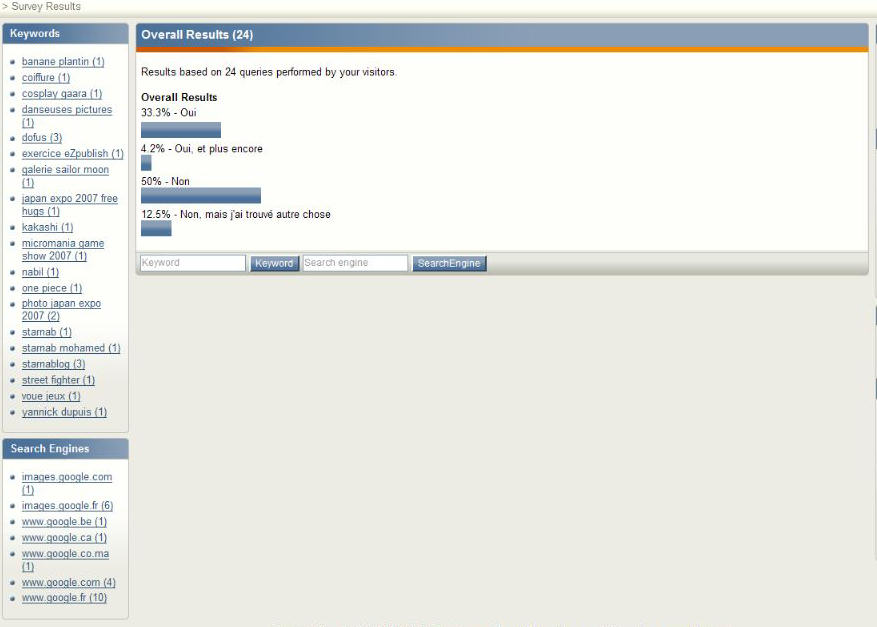 > Survey Results
Keywords
banane plantin (1)
coiffure (1)
cosplay gaara (1)
danseuses pictures
(1)
dofus (3)
exercice eZpublish (1)
galerie sailor moon
(1)
japan expo 2007 free
hugs (1)
kakashi (1)
micromania game
show 2007 (1)
nabil (1)
one piece (1)
photo japan expo
2007 (2)
stamab (1)
stamab mohamed (1)
stamablog (3)
street fighter (1)
voue jeux (1)
yannick dupuis (1)
Search Engines
images.google.com
(1)
images.google.fr (6)
www.google.be (1)
www.google.ca (1)
www.google.co.ma
(1)
www.google.com (4)
www.google.fr (10)
Overall Results (24)
Results based on 24 queries performed by your visitors.
Overall Results
33.3% - Oui
4.2% - Oui, et plus encore
50% - Non
12.5% - Non, mais j'ai trouvé autre chose
Keyword Keyword Search engine SearchEngine